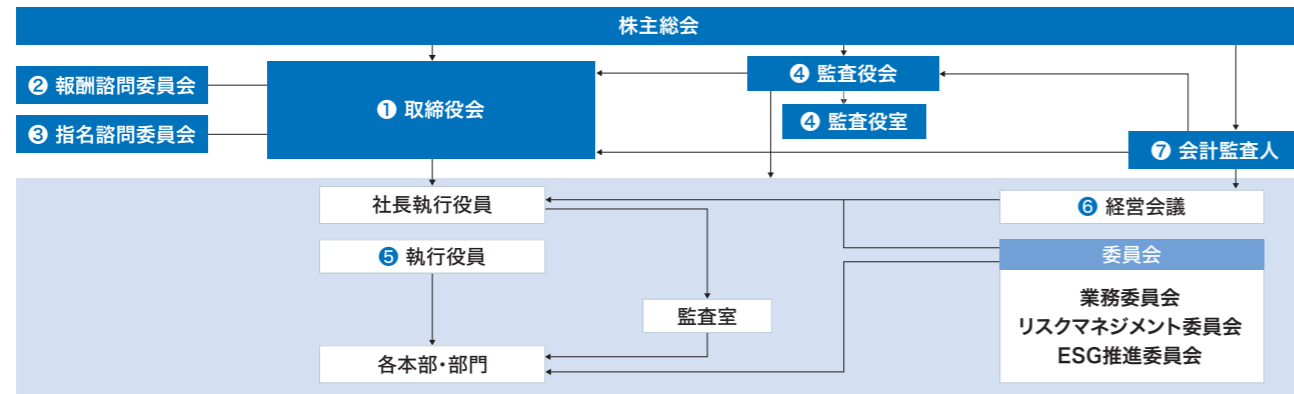 株主総会
❷ 報酬諮問委員会
❸ 指名諮問委員会
❶ 取締役会
❹ 監査役会
❹ 監査役室
❼ 会計監査人
社長執行役員
❻ 経営会議
❺ 執行役員
委員会
業務委員会
リスクマネジメント委員会
ESG推進委員会
監査室
各本部・部門